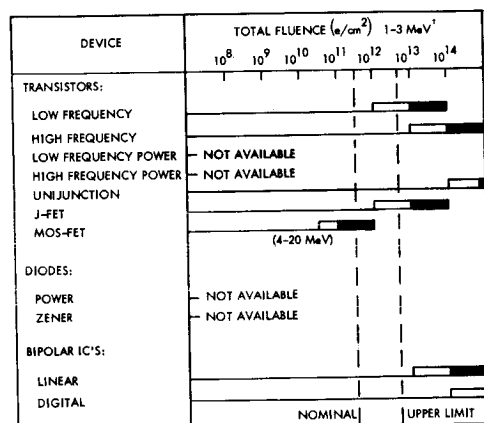 DEVICE
TOTAL FLUENCE (e/cm²) 1-3 MeV†
10⁸ 10⁹ 10¹⁰ 10¹¹ 10¹² 10¹³ 10¹⁴
TRANSISTORS:
LOW FREQUENCY
HIGH FREQUENCY
LOW FREQUENCY POWER NOT AVAILABLE
HIGH FREQUENCY POWER NOT AVAILABLE
UNIJUNCTION
J-FET
MOS-FET
(4-20 MeV)
DIODES:
POWER NOT AVAILABLE
ZENER NOT AVAILABLE
BIPOLAR IC'S:
LINEAR
DIGITAL
NOMINAL UPPER LIMIT